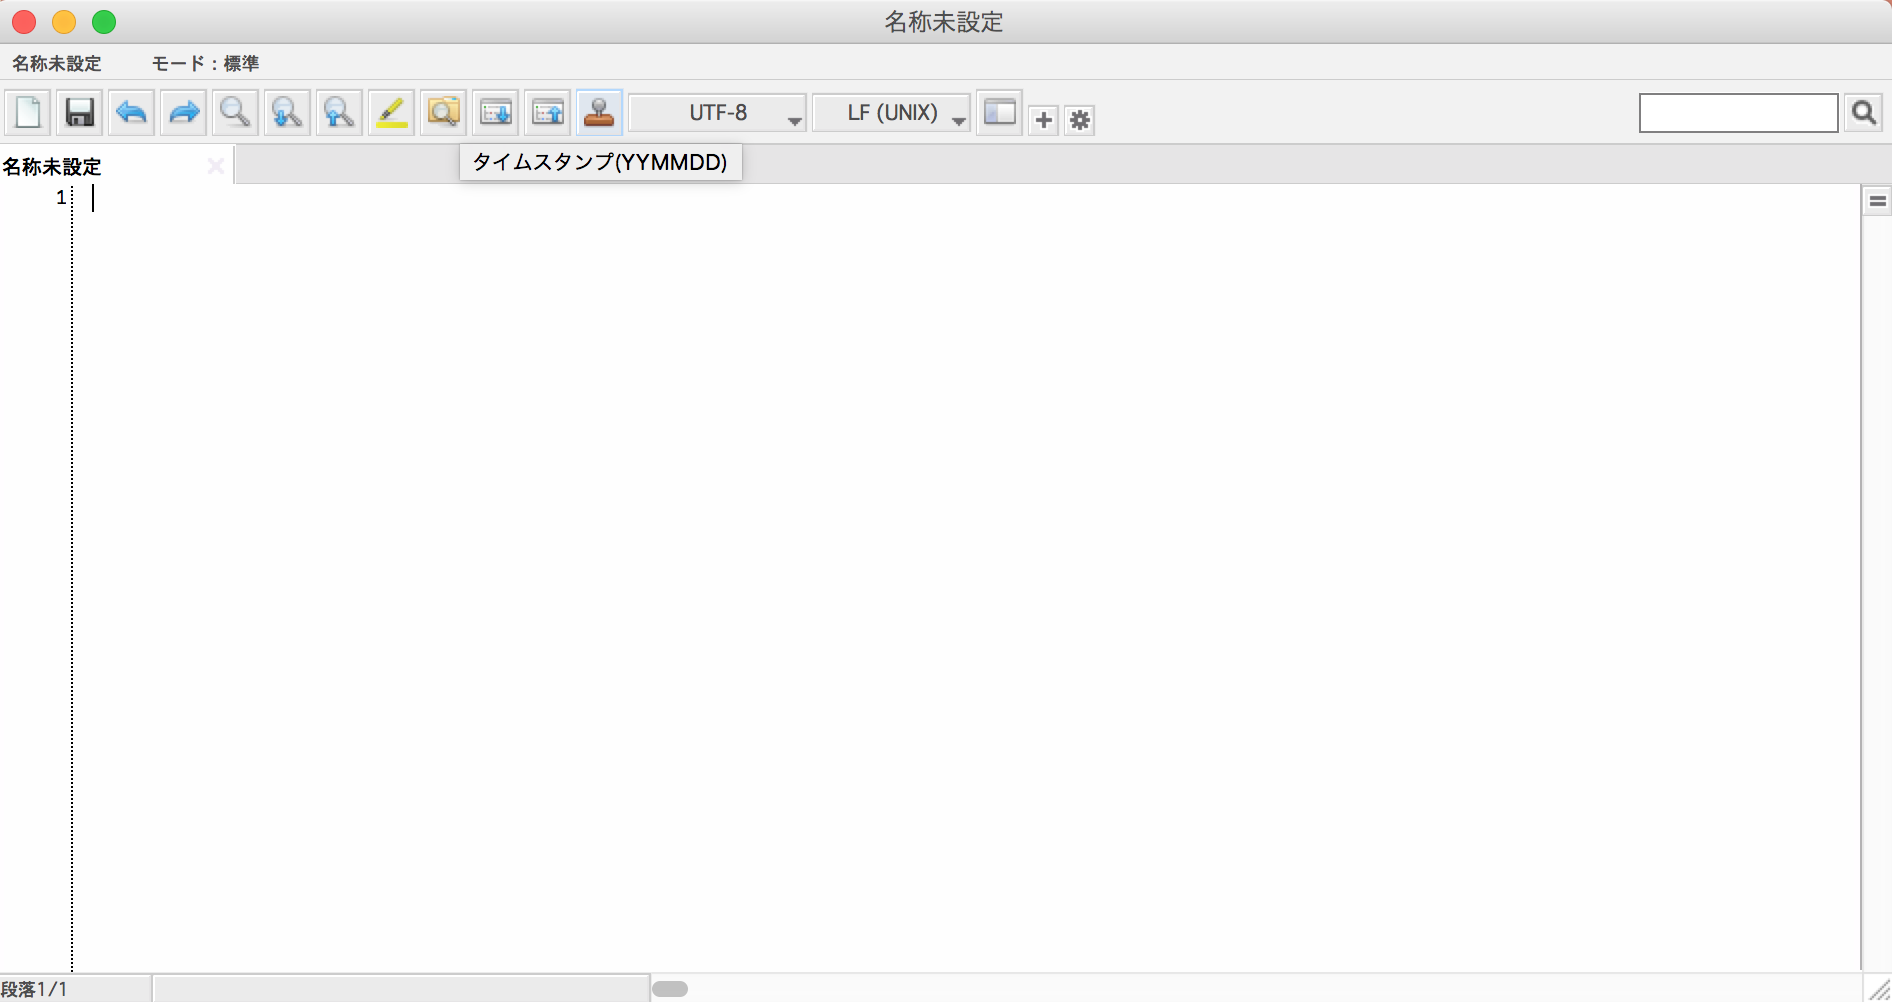 名称未設定
名称未設定 モード：標準
UTF-8 LF (UNIX)
名称未設定
タイムスタンプ(YYMMDD)
1
段落1/1